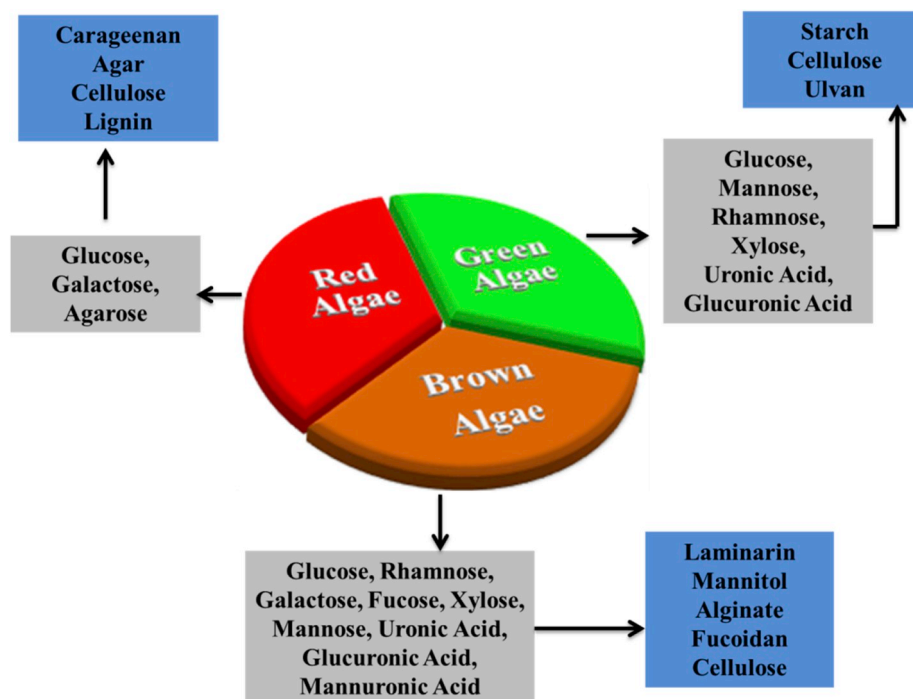 Carageenan
Agar
Cellulose
Lignin
Starch
Cellulose
Ulvan
Glucose,
Mannose,
Rhamnose,
Xylose,
Uronic Acid,
Glucuronic Acid
Glucose,
Galactose,
Agarose
Red
Algae
Green
Algae
Brown
Algae
Glucose, Rhamnose,
Galactose, Fucose, Xylose,
Mannose, Uronic Acid,
Glucuronic Acid,
Mannuronic Acid
Laminarin
Mannitol
Alginate
Fucoidan
Cellulose